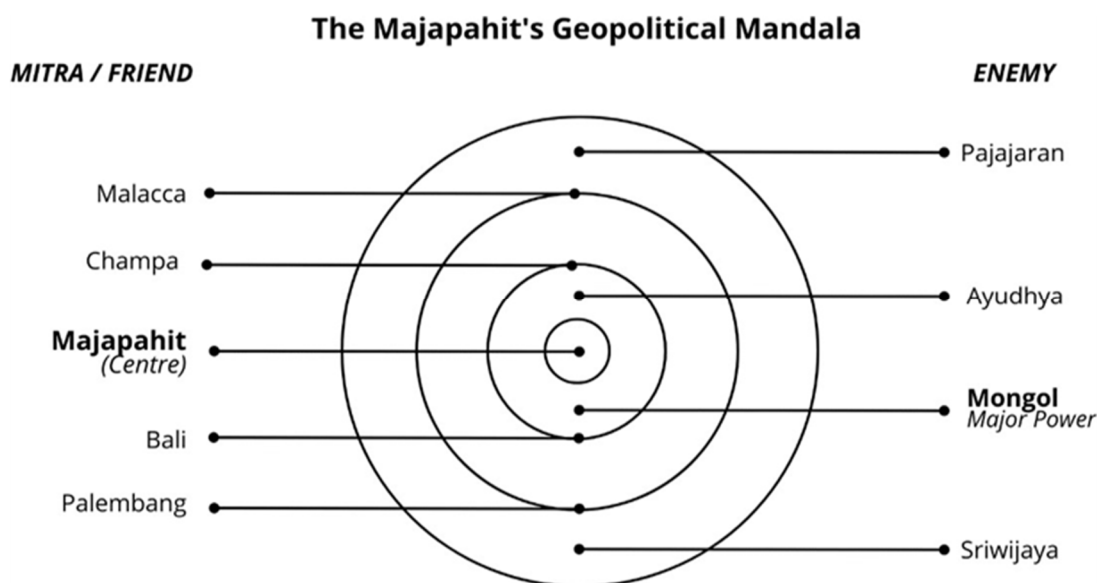 The Majapahit's Geopolitical Mandala
MITRA / FRIEND
ENEMY
Pajajaran
Malacca
Champa
Ayudhya
Majapahit
(Centre)
Mongol
Major Power
Bali
Palembang
Sriwijaya